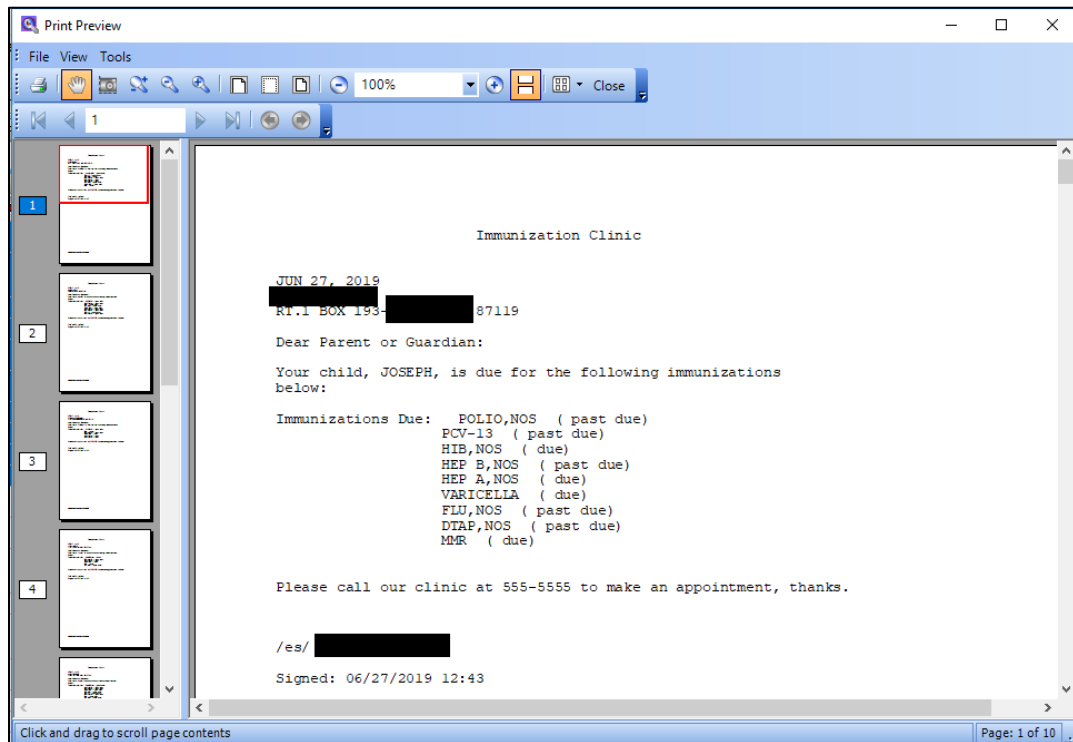 Print Preview
File View Tools
100%
Close
1
1
2
3
4
Immunization Clinic
JUN 27, 2019
RT.1 BOX 193- 87119
Dear Parent or Guardian:
Your child, JOSEPH, is due for the following immunizations
below:
Immunizations Due: POLIO,NOS ( past due)
PCV-13 ( past due)
HIB,NOS ( due)
HEP B,NOS ( past due)
HEP A,NOS ( due)
VARICELLA ( due)
FLU,NOS ( past due)
DTAP,NOS ( past due)
MMR ( due)
Please call our clinic at 555-5555 to make an appointment, thanks.
/es/
Signed: 06/27/2019 12:43
Click and drag to scroll page contents
Page: 1 of 10